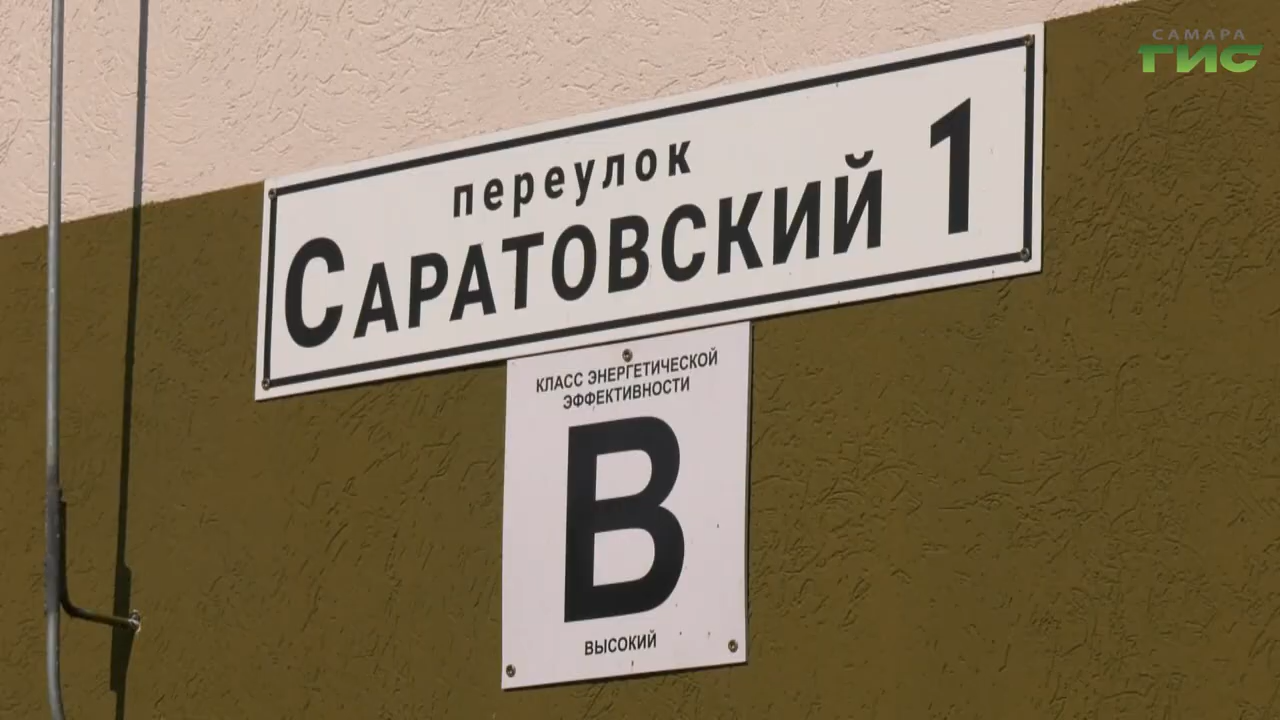 САМАРА
ГИС
переулок
САРАТОВСКИЙ 1
КЛАСС ЭНЕРГЕТИЧЕСКОЙ
ЭФФЕКТИВНОСТИ
B
ВЫСОКИЙ